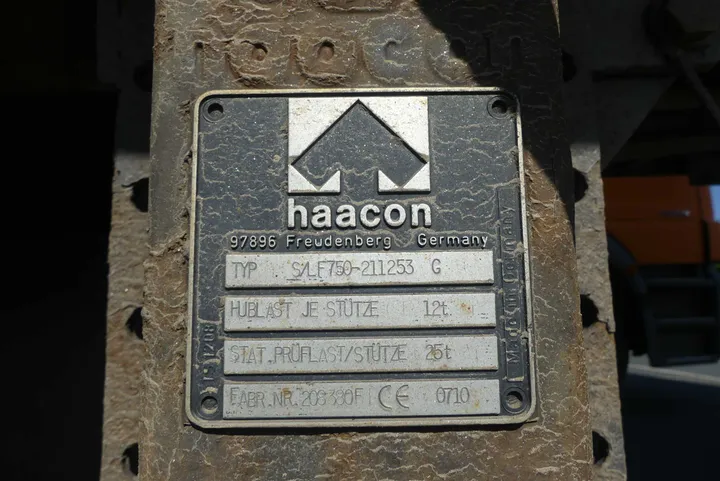 haacon
haacon
97896 Freudenberg Germany
TYP S/LF750-211253 G
HUBLAST JE STÜTZE 12t
STAT.PRÜFLAST/STÜTZE 25t
FABR.NR. CE 0710
Made in Germany